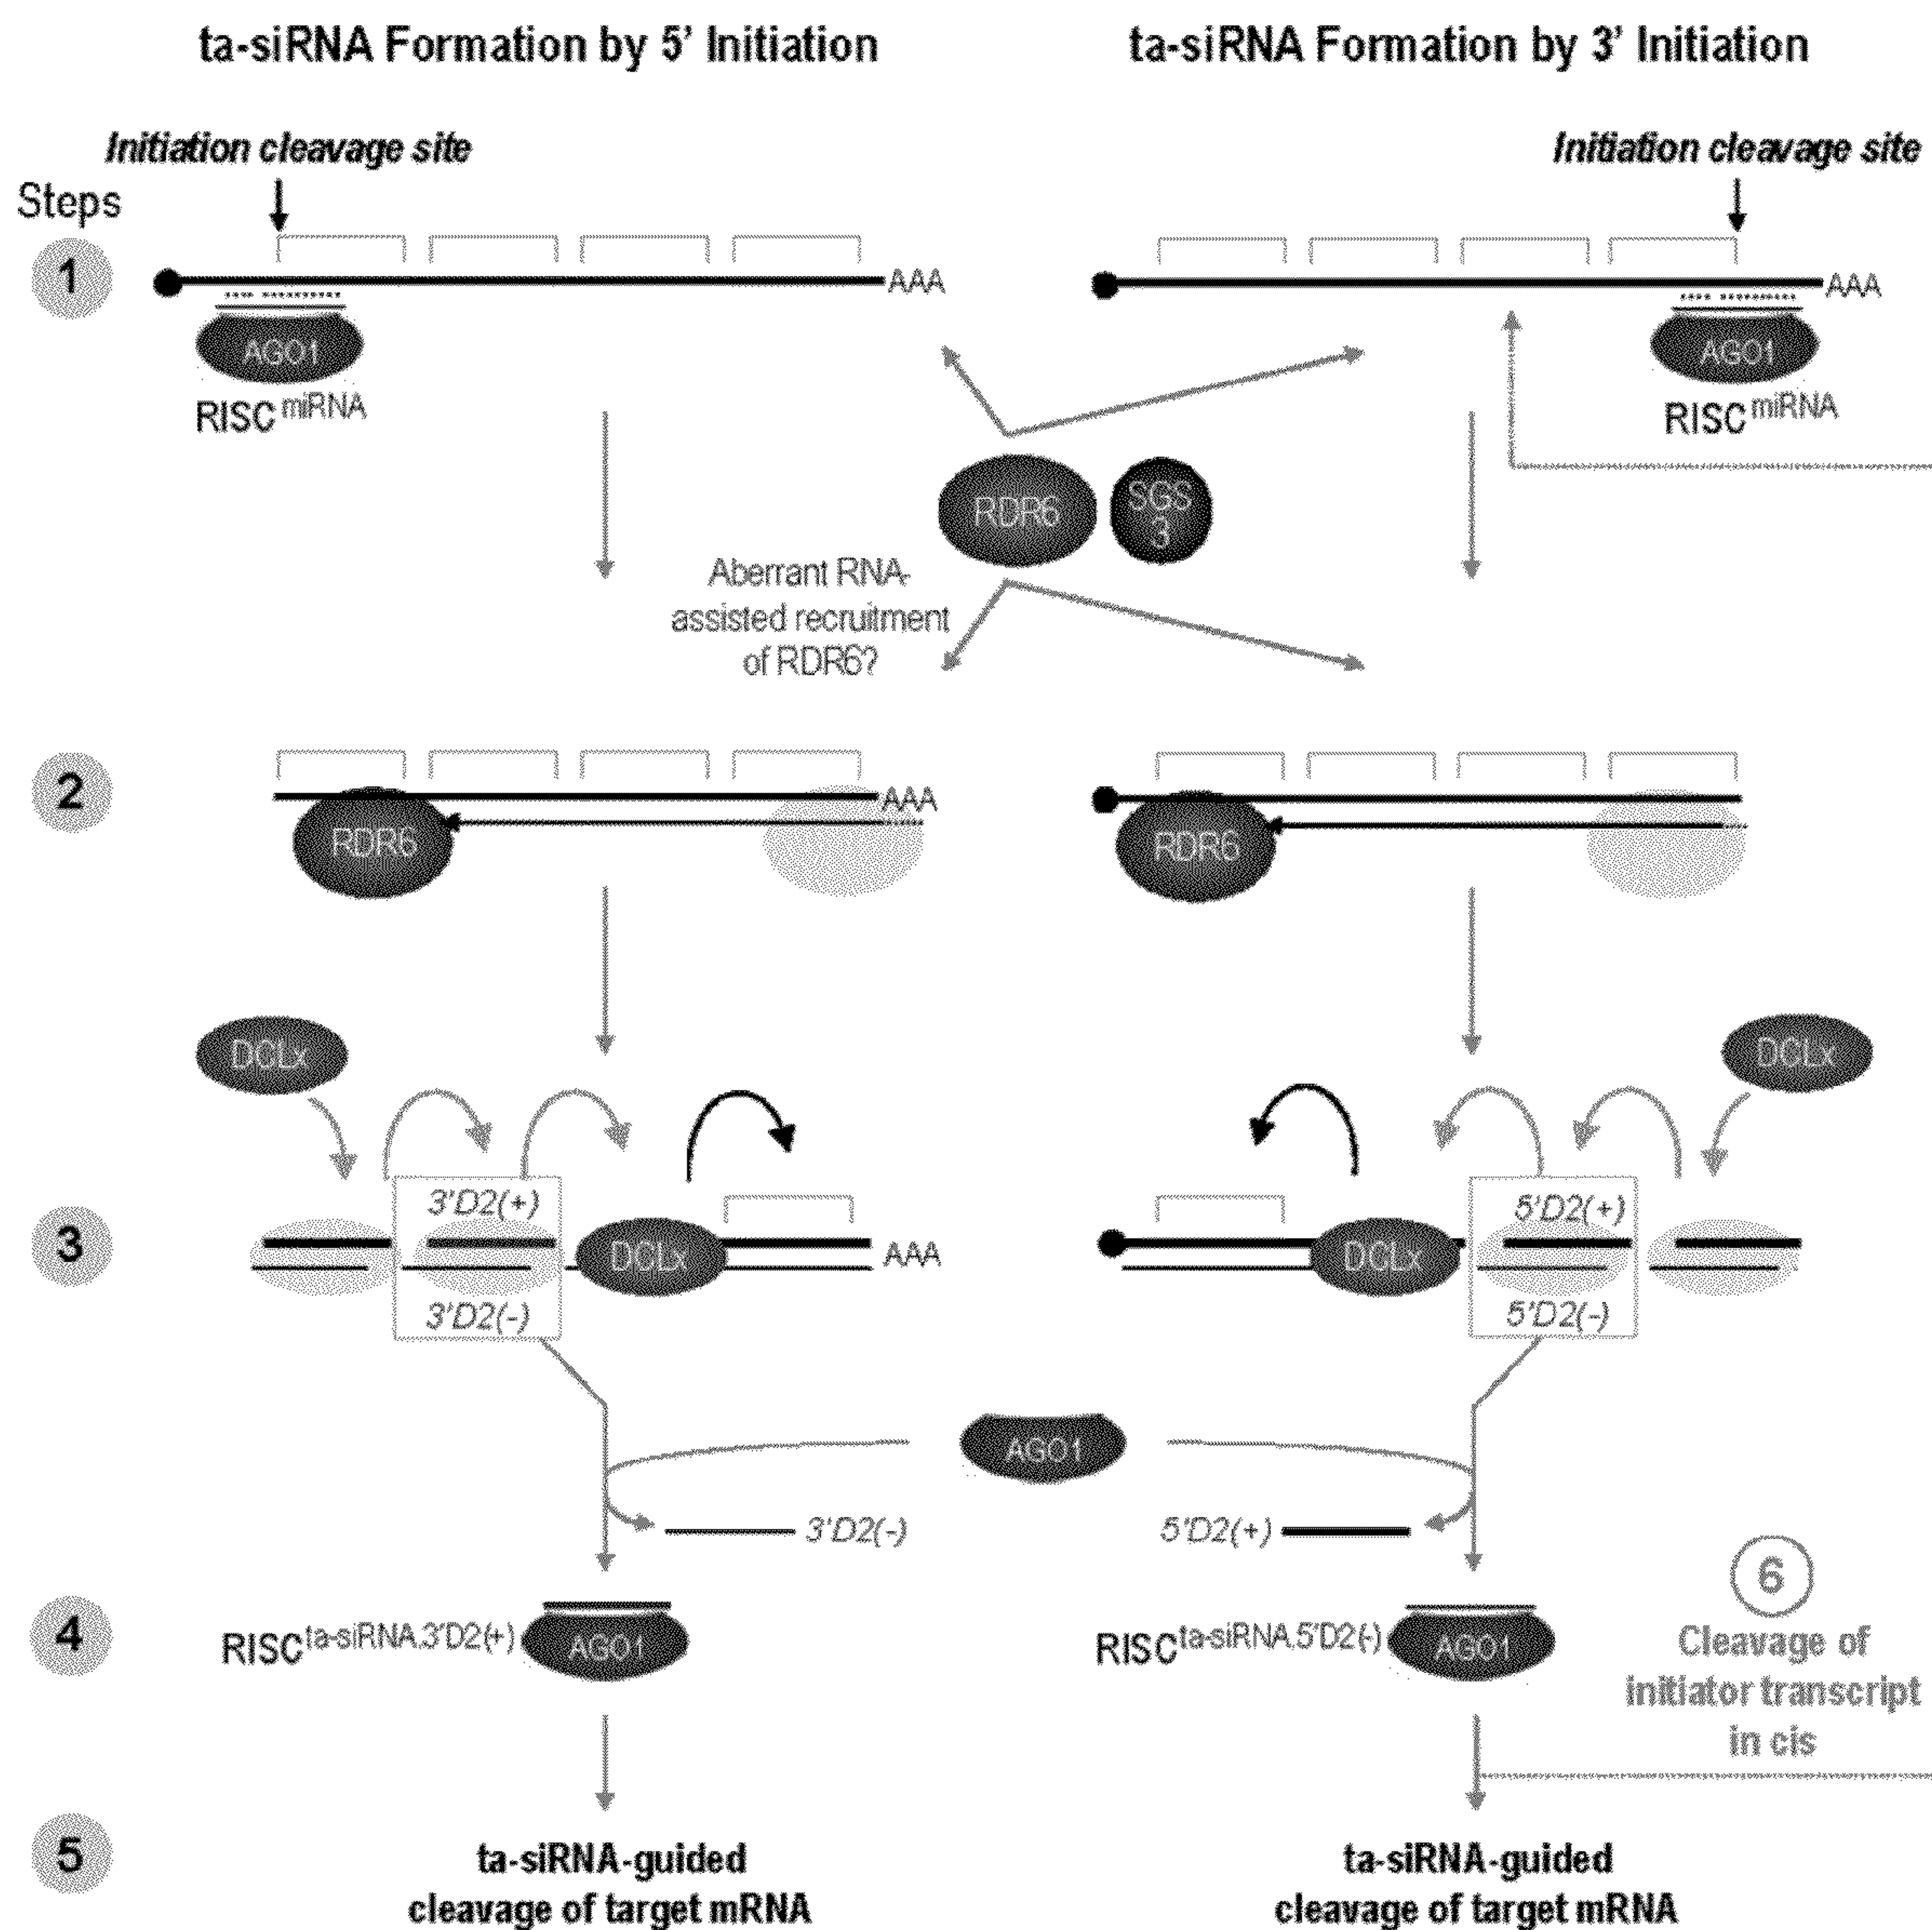 ta-siRNA Formation by 5' Initiation
ta-siRNA Formation by 3' Initiation
Initiation cleavage site
Initiation cleavage site
Steps
1
AAA
AAA
AGO1
AGO1
RISC miRNA
RISC miRNA
RDR6
SGS
3
Aberrant RNA-
assisted recruitment
of RDR6?
2
AAA
RDR6
RDR6
DCLx
DCLx
3
3'D2(+)
5'D2(+)
DCLx
AAA
DCLx
3'D2(-)
5'D2(-)
AGO1
3'D2(-)
5'D2(+)
4
RISC ta-siRNA.3'D2(+)
AGO1
RISC ta-siRNA.5'D2(-)
AGO1
6
Cleavage of
initiator transcript
in cis
5
ta-siRNA-guided
cleavage of target mRNA
ta-siRNA-guided
cleavage of target mRNA